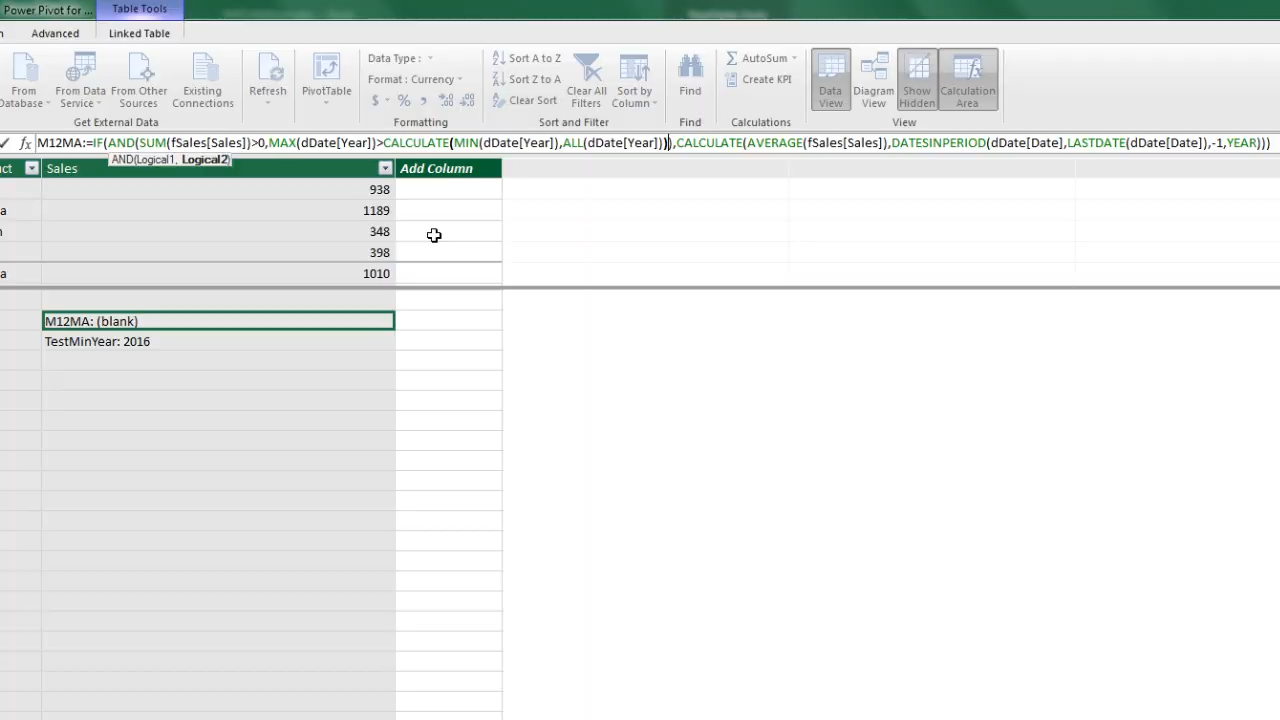 Power Pivot for ...
Table Tools
Advanced
Linked Table
From Database
From Data Service
From Other Sources
Existing Connections
Get External Data
Refresh
PivotTable
Data Type :
Format : Currency
$ % ,
Formatting
Sort A to Z
Sort Z to A
Clear Sort
Clear All Filters
Sort by Column
Sort and Filter
Find
Find
AutoSum
Create KPI
Calculations
Data View
Diagram View
Show Hidden
Calculation Area
View
fx M12MA:=IF(AND(SUM(fSales[Sales])>0,MAX(dDate[Year])>CALCULATE(MIN(dDate[Year]),ALL(dDate[Year]))),CALCULATE(AVERAGE(fSales[Sales]),DATESINPERIOD(dDate[Date],LASTDATE(dDate[Date]),-1,YEAR)))
AND(Logical1, Logical2)
ct Sales Add Column
938
a 1189
n 348
398
a 1010
M12MA: (blank)
TestMinYear: 2016